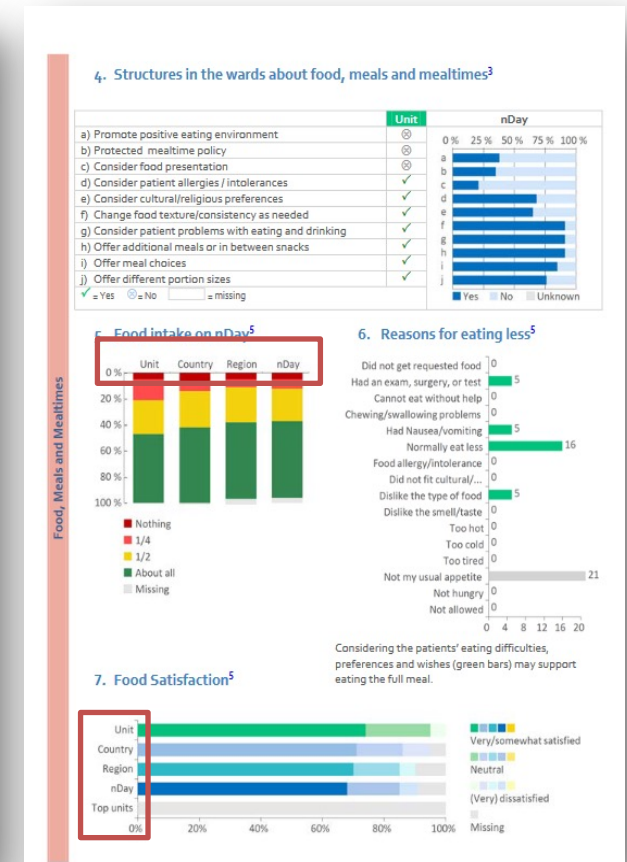 4. Structures in the wards about food, meals and mealtimes3
Unit
nDay
a) Promote positive eating environment
b) Protected mealtime policy
c) Consider food presentation
d) Consider patient allergies / intolerances
e) Consider cultural/religious preferences
f) Change food texture/consistency as needed
g) Consider patient problems with eating and drinking
h) Offer additional meals or in between snacks
i) Offer meal choices
j) Offer different portion sizes
✓ = Yes ⊗ = No = missing
0 % 25 % 50 % 75 % 100 %
a
b
c
d
e
f
g
h
i
j
Yes No Unknown
Food, Meals and Mealtimes
5. Food intake on nDay5
Unit Country Region nDay
0 %
20 %
40 %
60 %
80 %
100 %
Nothing
1/4
1/2
About all
Missing
6. Reasons for eating less5
Did not get requested food 0
Had an exam, surgery, or test 5
Cannot eat without help 0
Chewing/swallowing problems 0
Had Nausea/vomiting 5
Normally eat less 16
Food allergy/intolerance 0
Did not fit cultural/... 0
Dislike the type of food 5
Dislike the smell/taste 0
Too hot 0
Too cold 0
Too tired 0
Not my usual appetite 21
Not hungry 0
Not allowed 0
0 4 8 12 16 20
Considering the patients' eating difficulties,
preferences and wishes (green bars) may support
eating the full meal.
7. Food Satisfaction5
Unit
Country
Region
nDay
Top units
0% 20% 40% 60% 80% 100%
Very/somewhat satisfied
Neutral
(Very) dissatisfied
Missing